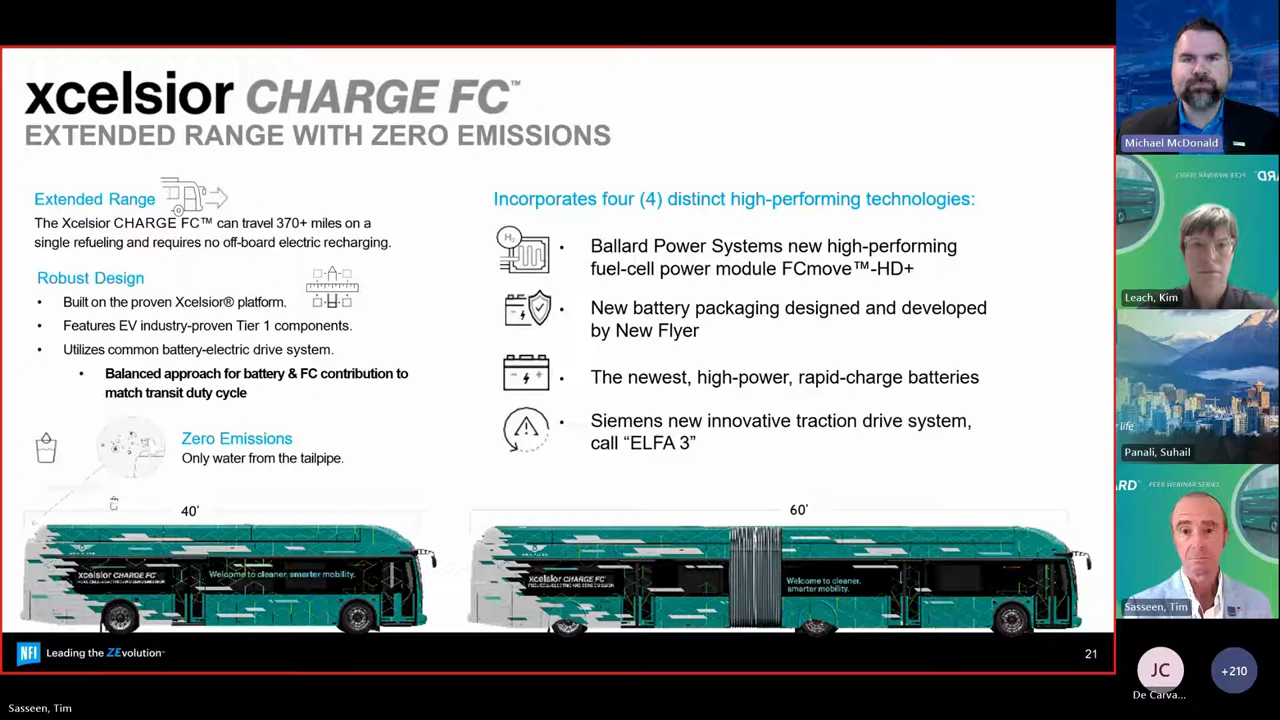 xcelsior CHARGE FC™
EXTENDED RANGE WITH ZERO EMISSIONS
Extended Range
The Xcelsior CHARGE FC™ can travel 370+ miles on a
single refueling and requires no off-board electric recharging.
Robust Design
• Built on the proven Xcelsior® platform.
• Features EV industry-proven Tier 1 components.
• Utilizes common battery-electric drive system.
• Balanced approach for battery & FC contribution to
match transit duty cycle
Zero Emissions
Only water from the tailpipe.
Incorporates four (4) distinct high-performing technologies:
H₂
• Ballard Power Systems new high-performing
fuel-cell power module FCmove™-HD+
• New battery packaging designed and developed
by New Flyer
• The newest, high-power, rapid-charge batteries
• Siemens new innovative traction drive system,
call “ELFA 3”
40'
60'
xcelsior CHARGE FC
Welcome to cleaner, smarter mobility.
xcelsior CHARGE FC
Welcome to cleaner.
smarter mobility.
NFI Leading the ZEvolution™
21
Michael McDonald
Leach, Kim
r life
Panali, Suhail
ARD™ FCEB WEBINAR SERIES
Sasseen, Tim
JC
De Carva...
+210
Sasseen, Tim